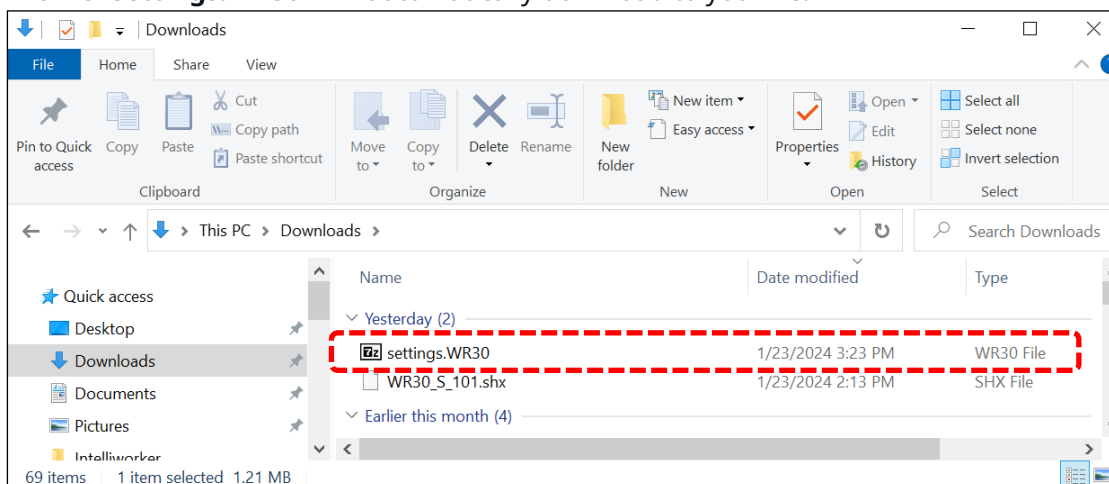 Downloads
File Home Share View
Pin to Quick access Copy Paste Cut Copy path Paste shortcut Move to Copy to Delete Rename New folder New item Easy access Properties Open Edit History Select all Select none Invert selection
Clipboard Organize New Open Select
This PC > Downloads > Search Downloads
Name Date modified Type
Quick access
Yesterday (2)
Desktop
settings.WR30 1/23/2024 3:23 PM WR30 File
Downloads
WR30_S_101.shx 1/23/2024 2:13 PM SHX File
Documents
Earlier this month (4)
Pictures
Intelliworker
69 items 1 item selected 1.21 MB